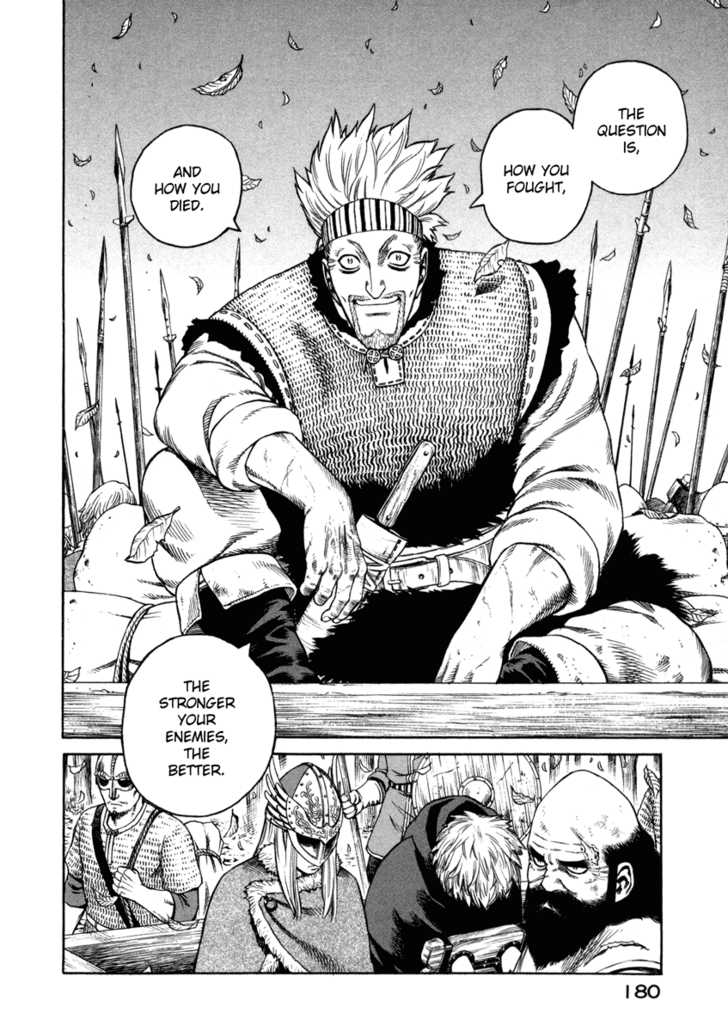 THE
QUESTION
IS,
HOW YOU
FOUGHT,
AND
HOW YOU
DIED.
THE
STRONGER
YOUR
ENEMIES,
THE
BETTER.
180